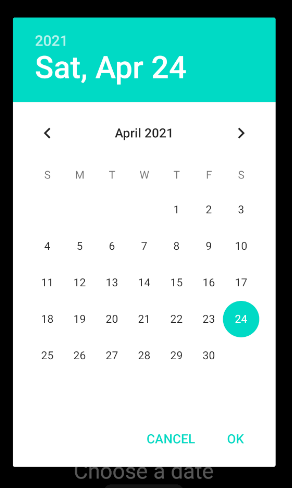 2021
Sat, Apr 24
April 2021
S M T W T F S
1 2 3
4 5 6 7 8 9 10
11 12 13 14 15 16 17
18 19 20 21 22 23 24
25 26 27 28 29 30
CANCEL OK
Choose a date